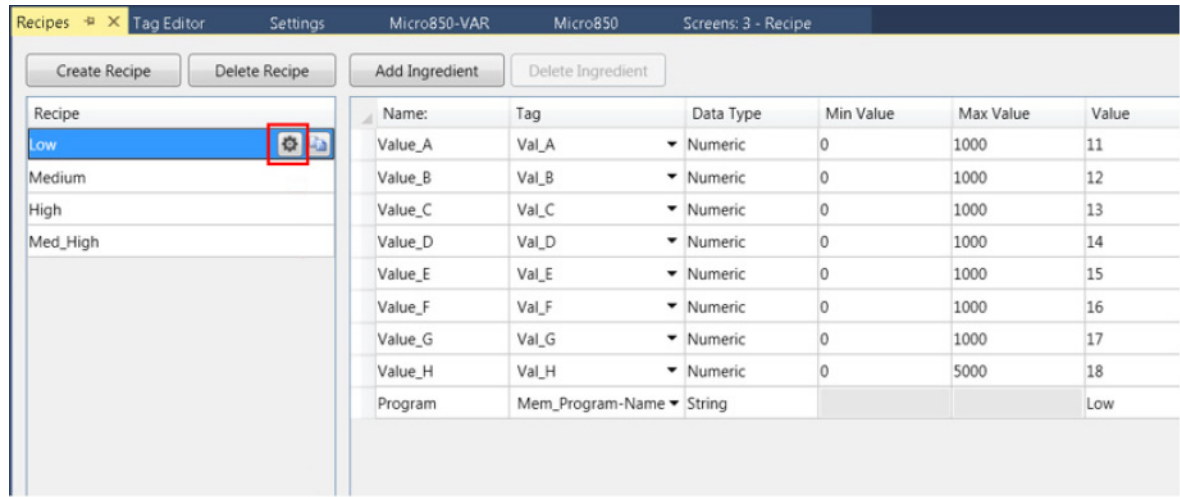 Recipes Tag Editor Settings Micro850-VAR Micro850 Screens: 3 - Recipe
Create Recipe Delete Recipe Add Ingredient Delete Ingredient
Recipe Name: Tag Data Type Min Value Max Value Value
Low Value_A Val_A Numeric 0 1000 11
Medium Value_B Val_B Numeric 0 1000 12
High Value_C Val_C Numeric 0 1000 13
Med_High Value_D Val_D Numeric 0 1000 14
Value_E Val_E Numeric 0 1000 15
Value_F Val_F Numeric 0 1000 16
Value_G Val_G Numeric 0 1000 17
Value_H Val_H Numeric 0 5000 18
Program Mem_Program-Name String Low